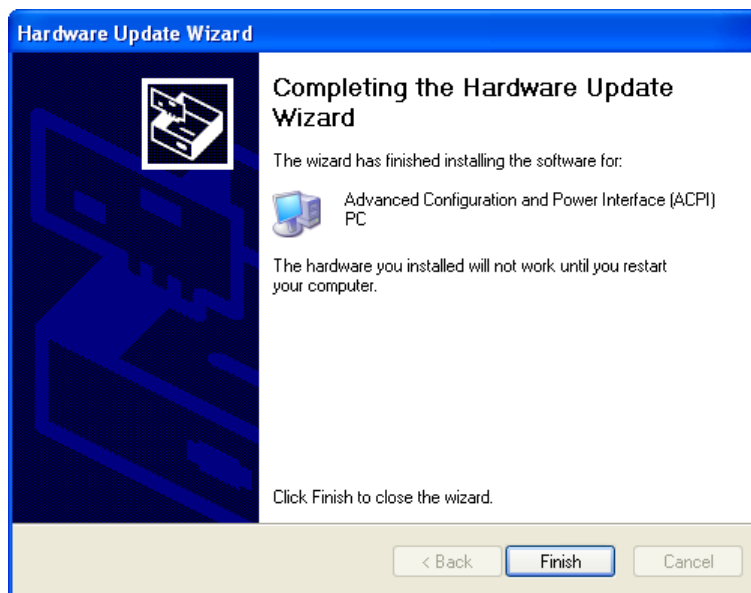 Hardware Update Wizard
Completing the Hardware Update
Wizard
The wizard has finished installing the software for:
Advanced Configuration and Power Interface (ACPI)
PC
The hardware you installed will not work until you restart
your computer.
Click Finish to close the wizard.
< Back
Finish
Cancel